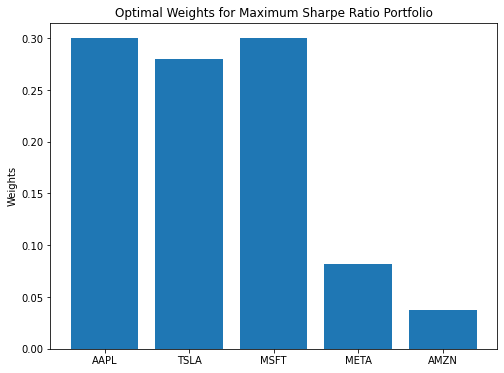 Optimal Weights for Maximum Sharpe Ratio Portfolio
0.30
0.25
0.20
0.15
0.10
0.05
0.00
Weights
AAPL TSLA MSFT META AMZN